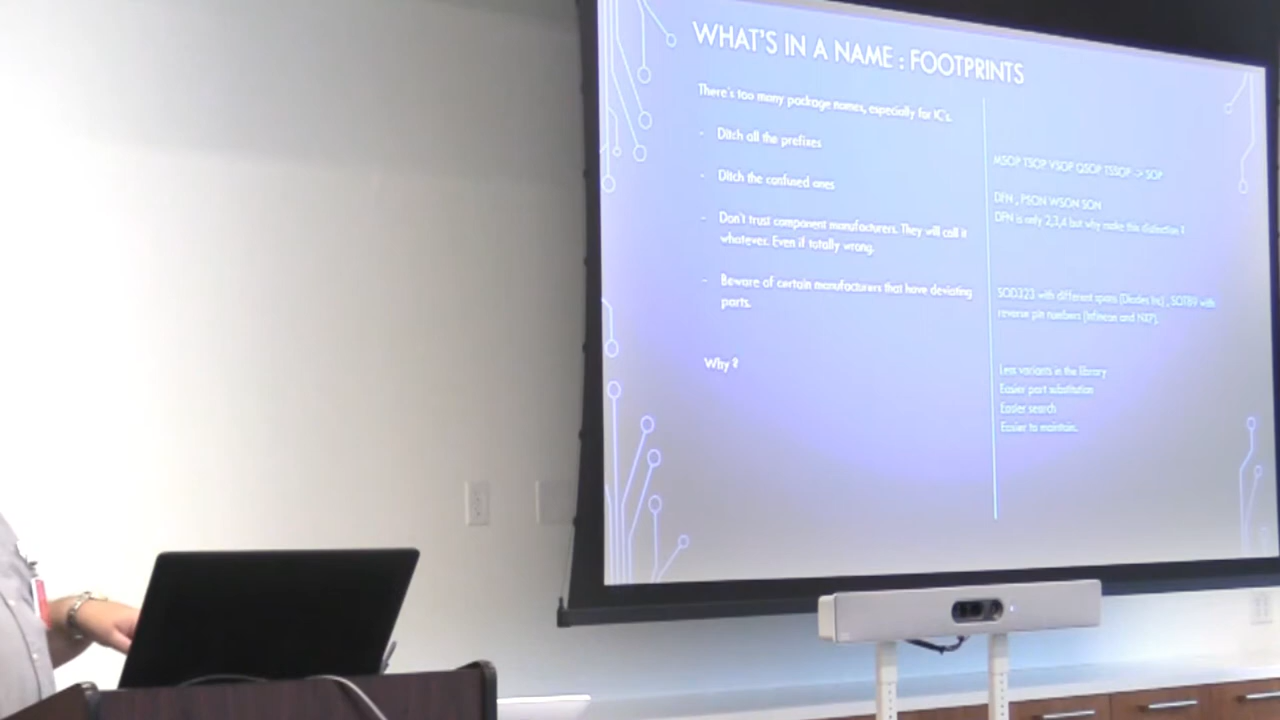 WHAT'S IN A NAME : FOOTPRINTS
There's too many package names, especially for IC's.
- Ditch all the prefixes
- Ditch the confused ones
- Don't trust component manufacturers. They will call it
whatever. Even if totally wrong.
- Beware of certain manufacturers that have deviating
parts.
Why ?
MSOP TSOP VSOP QSOP TSSOP -> SOP
DFN , PSON WSON SON
DFN is only 2,3,4 but why make this distinction ?
SOD323 with different spans (Diodes Inc) , SOT89 with
reverse pin numbers (Infineon and NXP).
Less variants in the library
Easier part substitution
Easier search
Easier to maintain.